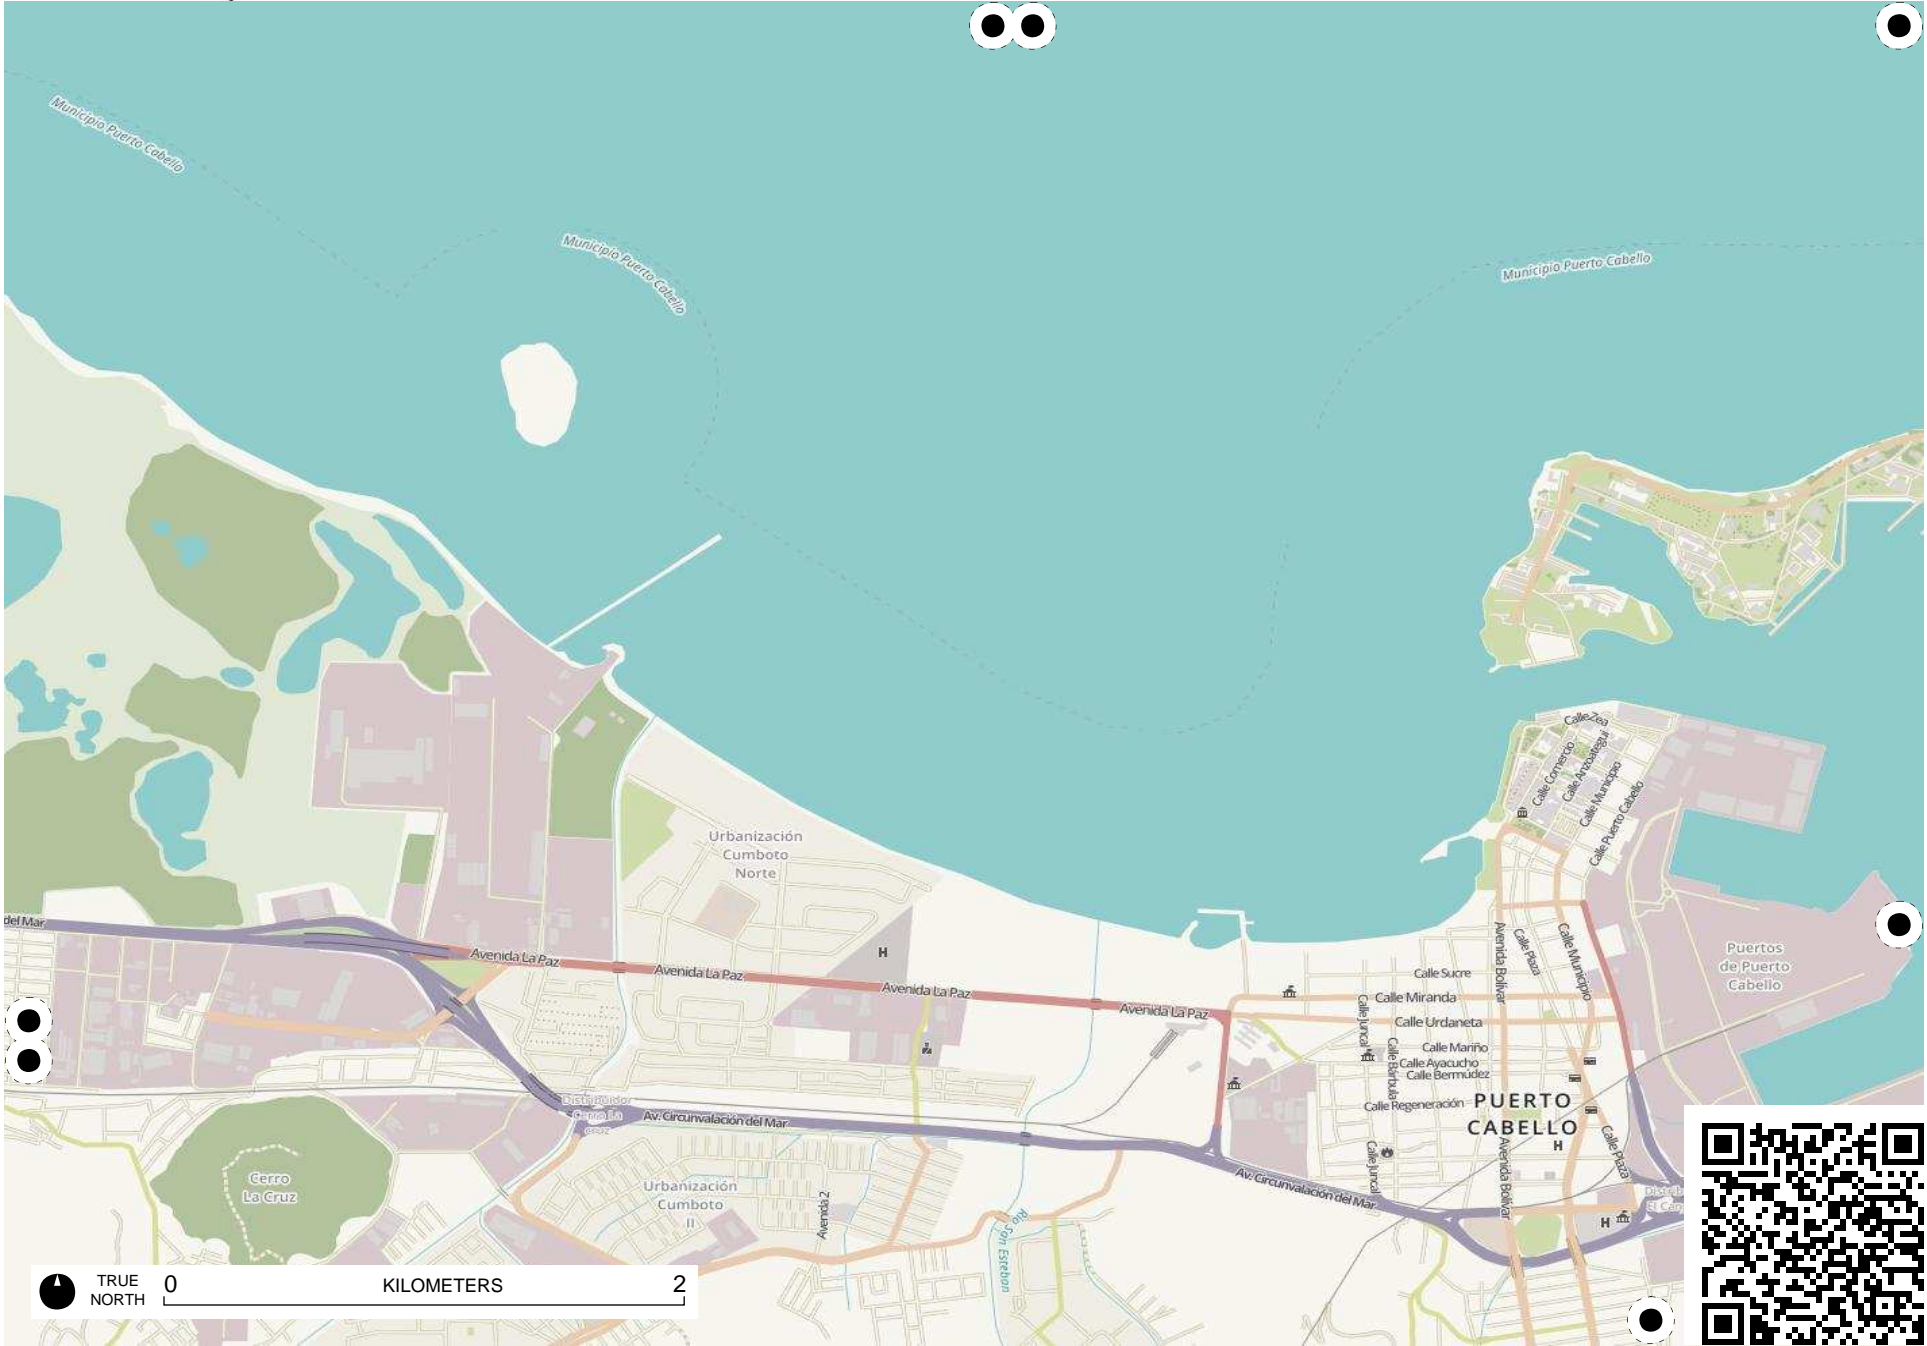 Municipio Puerto Cabello
Municipio Puerto Cabello
Municipio Puerto Cabello
Calle Zea
Calle Comercio
Calle Anzoategui
Calle Municipio
Calle Puerto Cabello
Urbanización
Cumboto
Norte
del Mar
Avenida La Paz
Avenida La Paz
Avenida La Paz
Avenida La Paz
H
Avenida Bolívar
Calle Plaza
Calle Municipio
Puertos
de Puerto
Cabello
Calle Sucre
Calle Miranda
Calle Urdaneta
Calle Juncal
Calle Mariño
Calle Ayacucho
Calle Bermúdez
Calle Bárbula
Calle Regeneración
PUERTO
CABELLO
H
Distribuidor
Cerro La
cruz
Av. Circunvalación del Mar
Calle Plaza
Calle Juncal
Avenida Bolívar
Av. Circunvalación del Mar
Cerro
La Cruz
Urbanización
Cumboto
II
Avenida 2
Río San Esteban
H
TRUE
NORTH
0
KILOMETERS
2